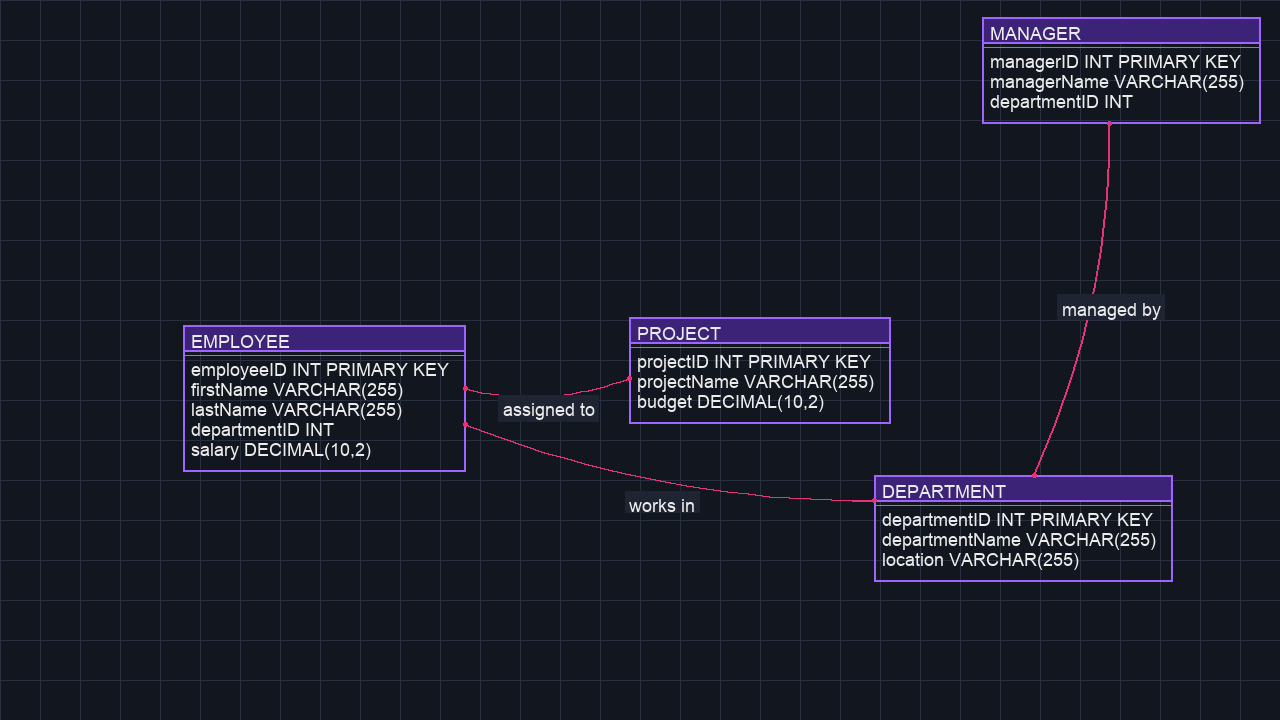 MANAGER
managerID INT PRIMARY KEY
managerName VARCHAR(255)
departmentID INT
managed by
EMPLOYEE
employeeID INT PRIMARY KEY
firstName VARCHAR(255)
lastName VARCHAR(255)
departmentID INT
salary DECIMAL(10,2)
assigned to
PROJECT
projectID INT PRIMARY KEY
projectName VARCHAR(255)
budget DECIMAL(10,2)
works in
DEPARTMENT
departmentID INT PRIMARY KEY
departmentName VARCHAR(255)
location VARCHAR(255)